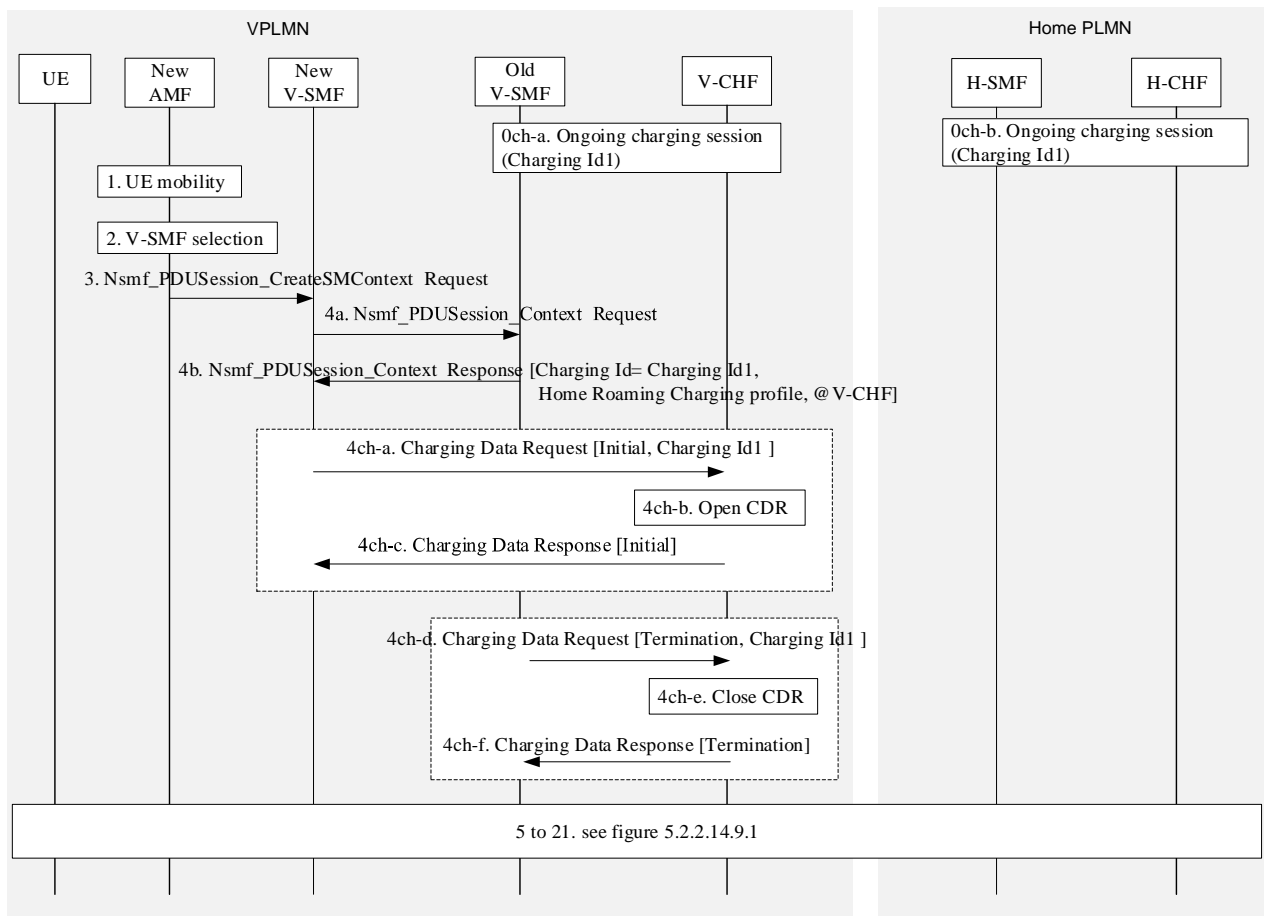 VPLMN
Home PLMN
UE
New
AMF
New
V-SMF
Old
V-SMF
V-CHF
H-SMF
H-CHF
0ch-a. Ongoing charging session
(Charging Id1)
0ch-b. Ongoing charging session
(Charging Id1)
1. UE mobility
2. V-SMF selection
3. Nsmf_PDUSession_CreateSMContext Request
4a. Nsmf_PDUSession_Context Request
4b. Nsmf_PDUSession_Context Response [Charging Id= Charging Id1,
Home Roaming Charging profile, @V-CHF]
4ch-a. Charging Data Request [Initial, Charging Id1 ]
4ch-b. Open CDR
4ch-c. Charging Data Response [Initial]
4ch-d. Charging Data Request [Termination, Charging Id1 ]
4ch-e. Close CDR
4ch-f. Charging Data Response [Termination]
5 to 21. see figure 5.2.2.14.9.1